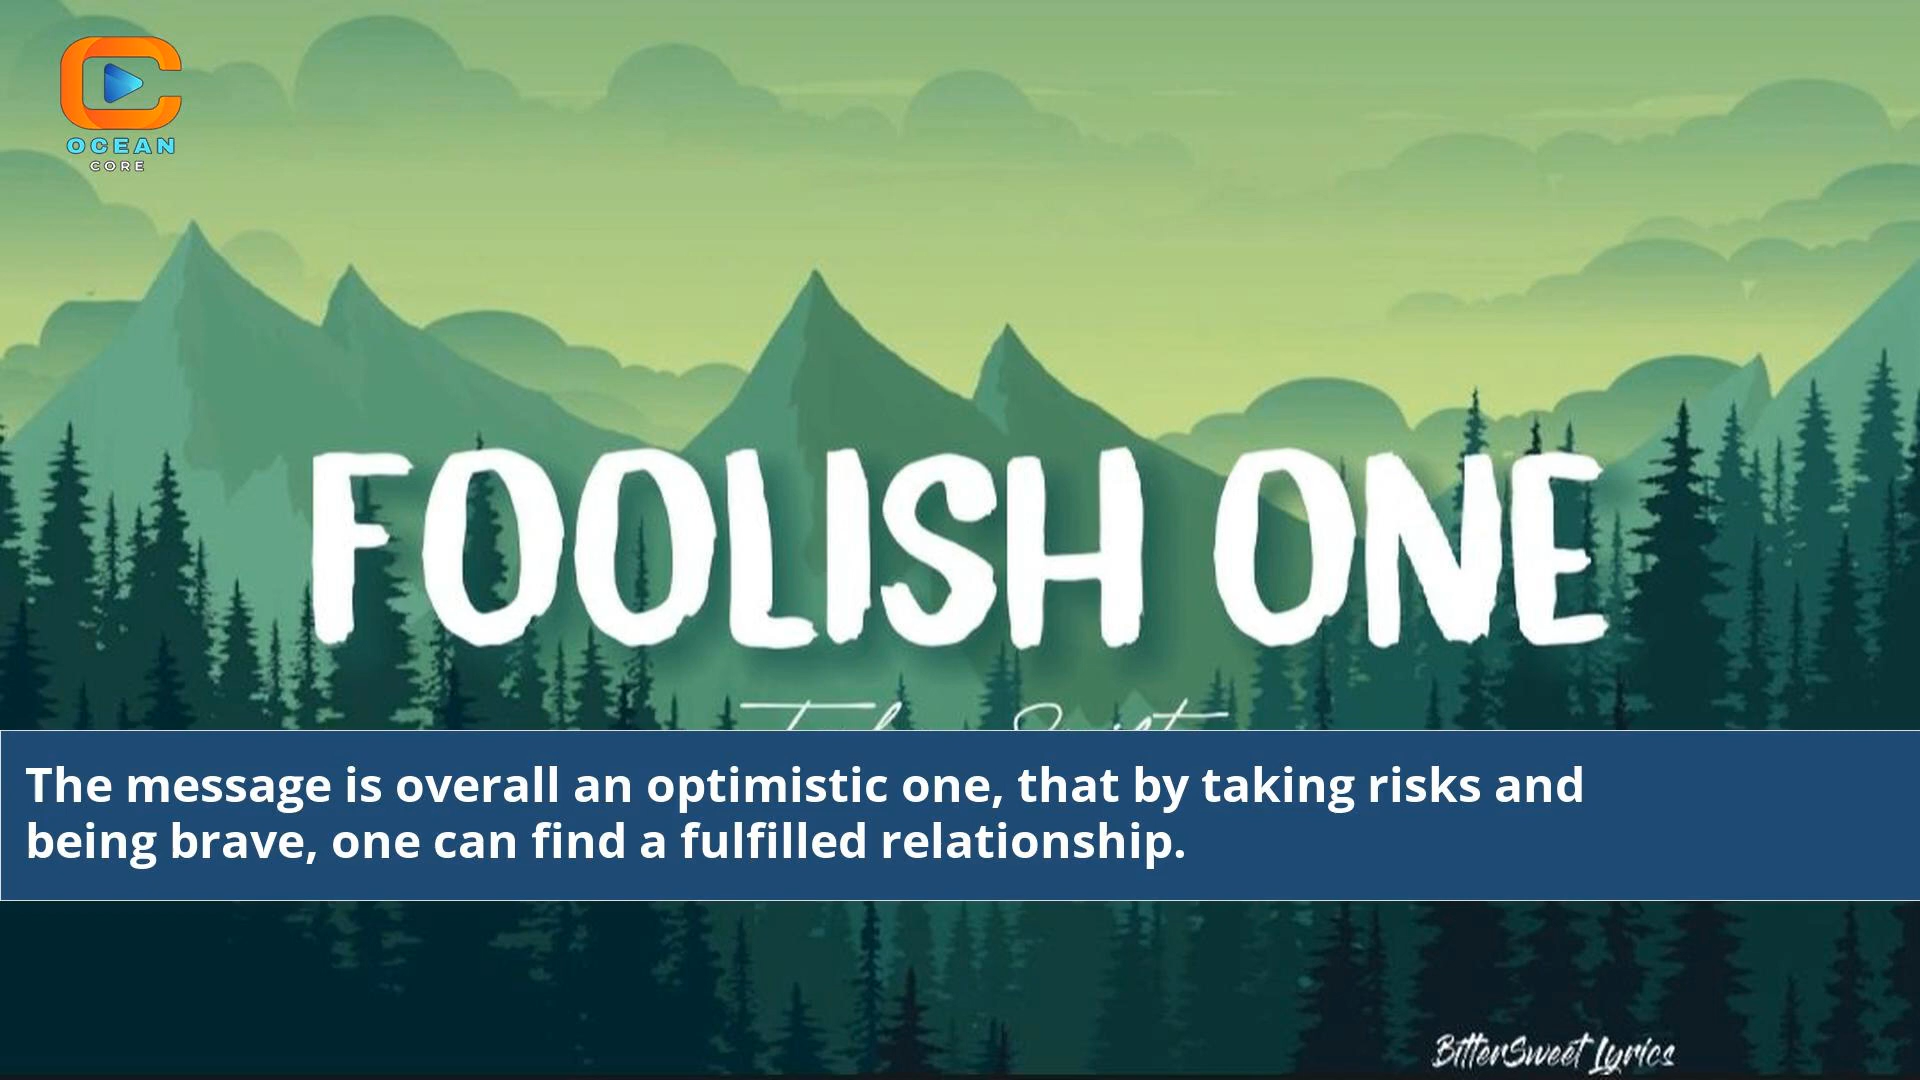 OCEAN
CORE
FOOLISH ONE
The message is overall an optimistic one, that by taking risks and
being brave, one can find a fulfilled relationship.
BitterSweet Lyrics